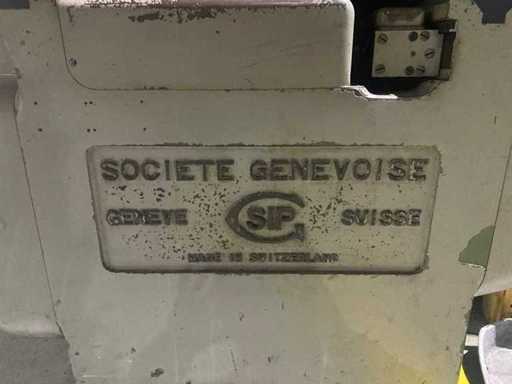 SOCIETE GENEVOISE
GENEVE SIP SUISSE
MADE IN SWITZERLAND